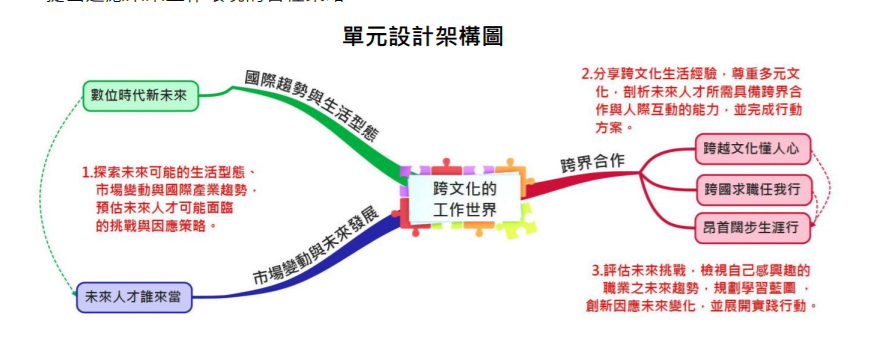 單元設計架構圖
國際趨勢與生活型態
數位時代新未來
1.探索未來可能的生活型態、
市場變動與國際產業趨勢，
預估未來人才可能面臨
的挑戰與因應策略。
市場變動與未來發展
未來人才誰來當
跨文化的
工作世界
跨界合作
2.分享跨文化生活經驗，尊重多元文
化，剖析未來人才所需具備跨界合
作與人際互動的能力，並完成行動
方案。
跨越文化懂人心
跨國求職任我行
昂首闊步生涯行
3.評估未來挑戰，檢視自己感興趣的
職業之未來趨勢，規劃學習藍圖，
創新因應未來變化，並展開實踐行動。